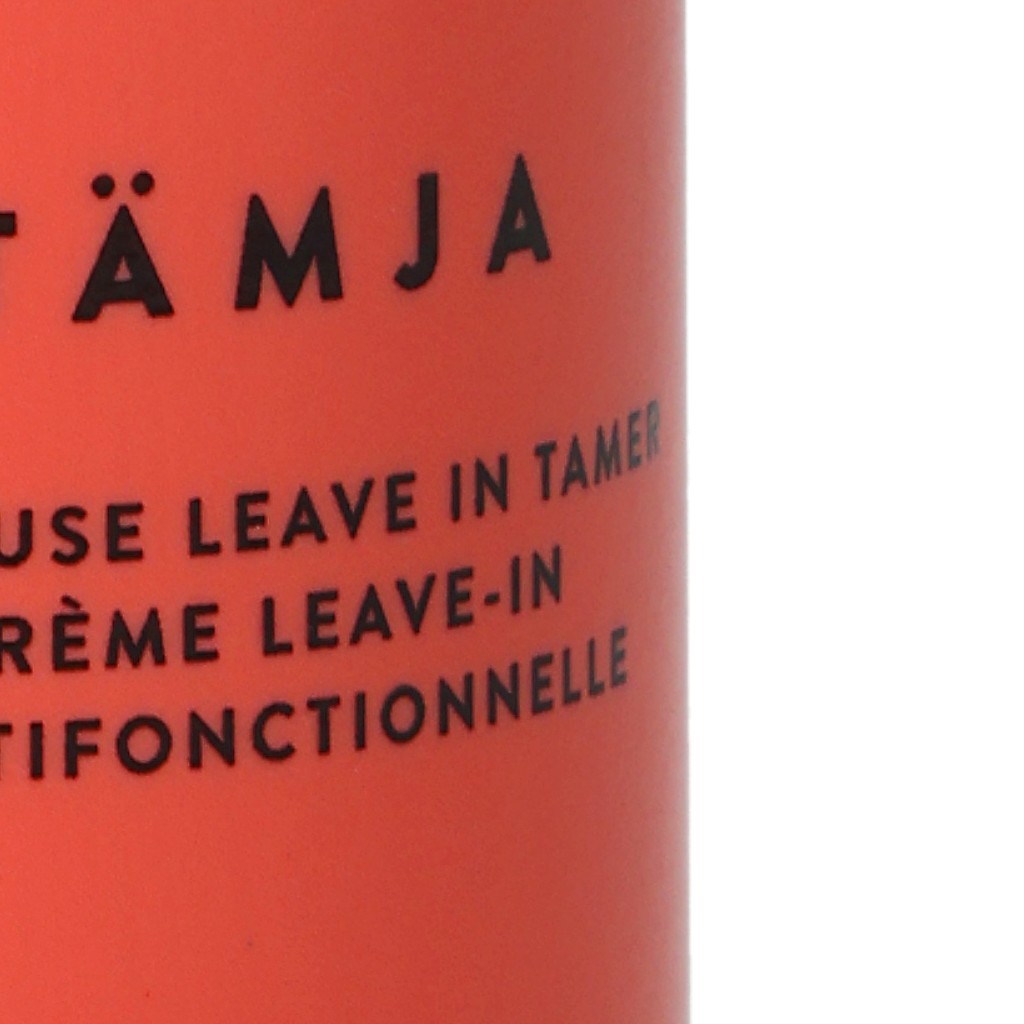 TÄMJA
USE LEAVE IN TAMER
RÈME LEAVE-IN
TIFONCTIONNELLE